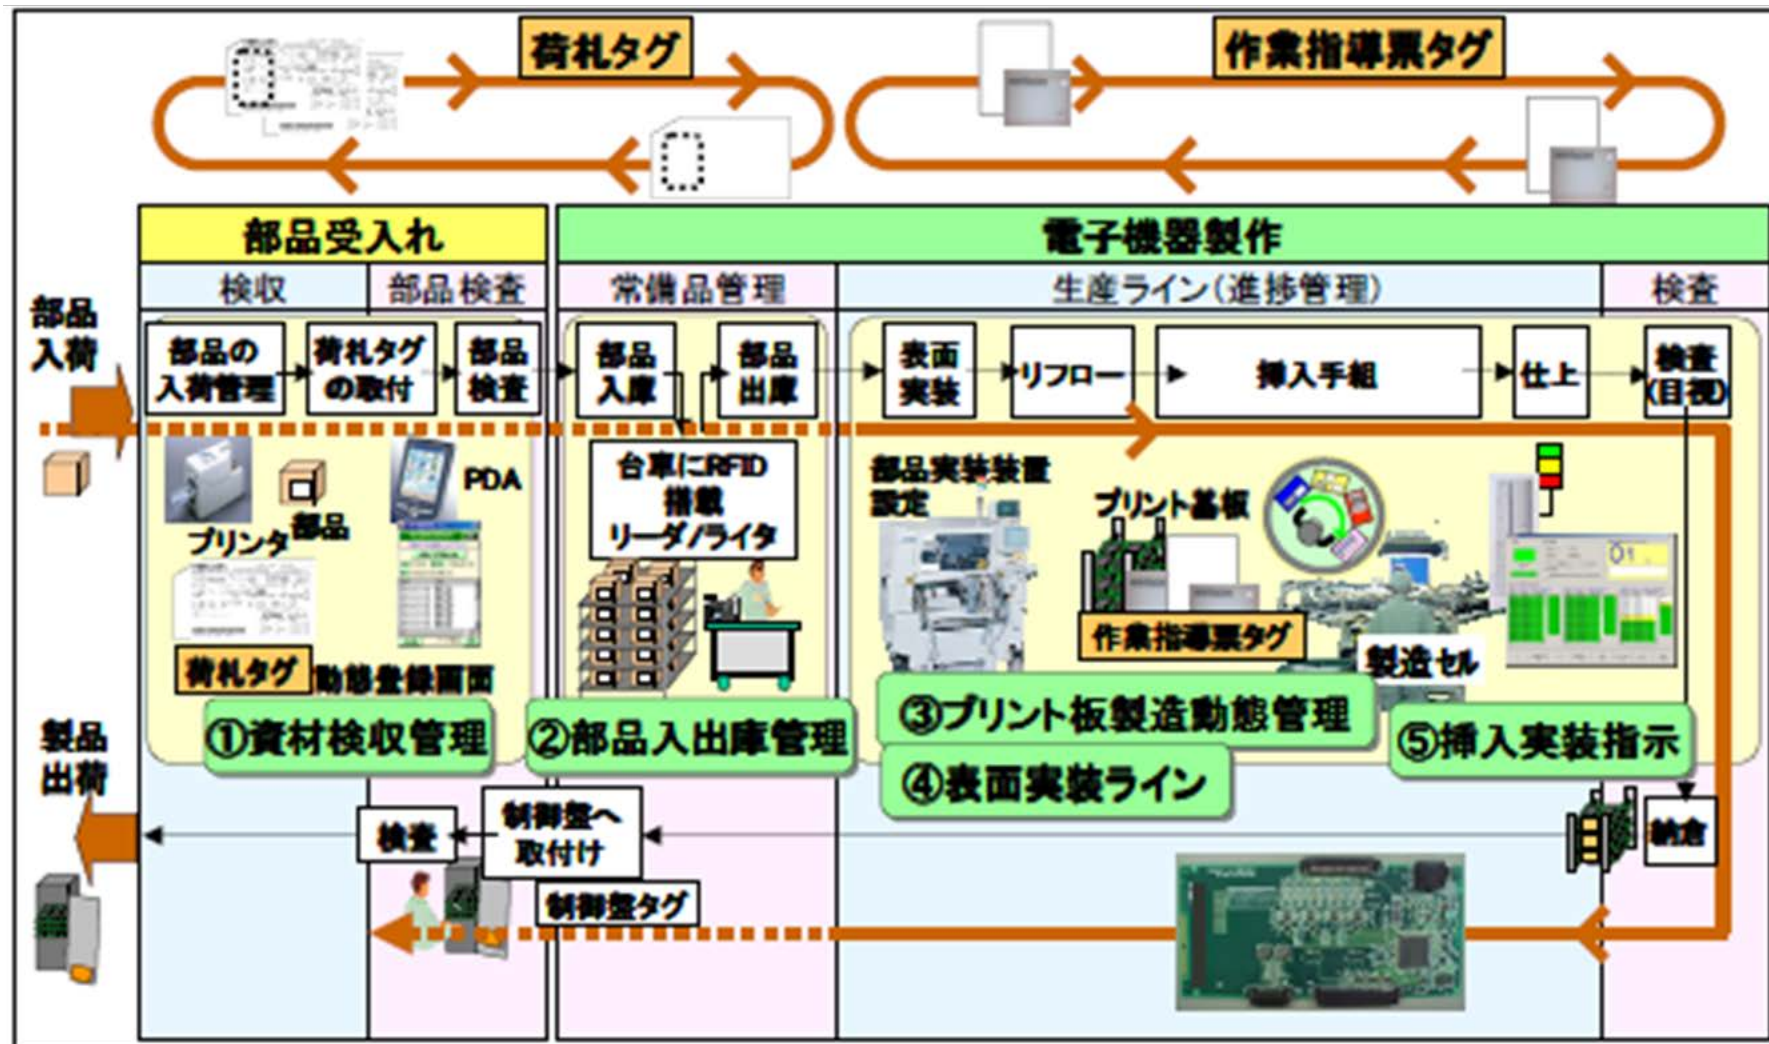 荷札タグ
作業指導票タグ
部品受入れ
電子機器製作
検収
部品検査
常備品管理
生産ライン(進捗管理)
検査
部品
入荷
部品の
入荷管理
荷札タグ
の取付
部品
検査
部品
入庫
部品
出庫
表面
実装
リフロー
挿入手組
仕上
検査
(目視)
プリンタ
部品
PDA
荷札タグ
動態登録画面
台車にRFID
搭載
リーダ/ライタ
部品実装装置
設定
プリント基板
作業指導票タグ
製造セル
①資材検収管理
②部品入出庫管理
③プリント板製造動態管理
④表面実装ライン
⑤挿入実装指示
製品
出荷
検査
制御盤へ
取付け
制御盤タグ
納倉